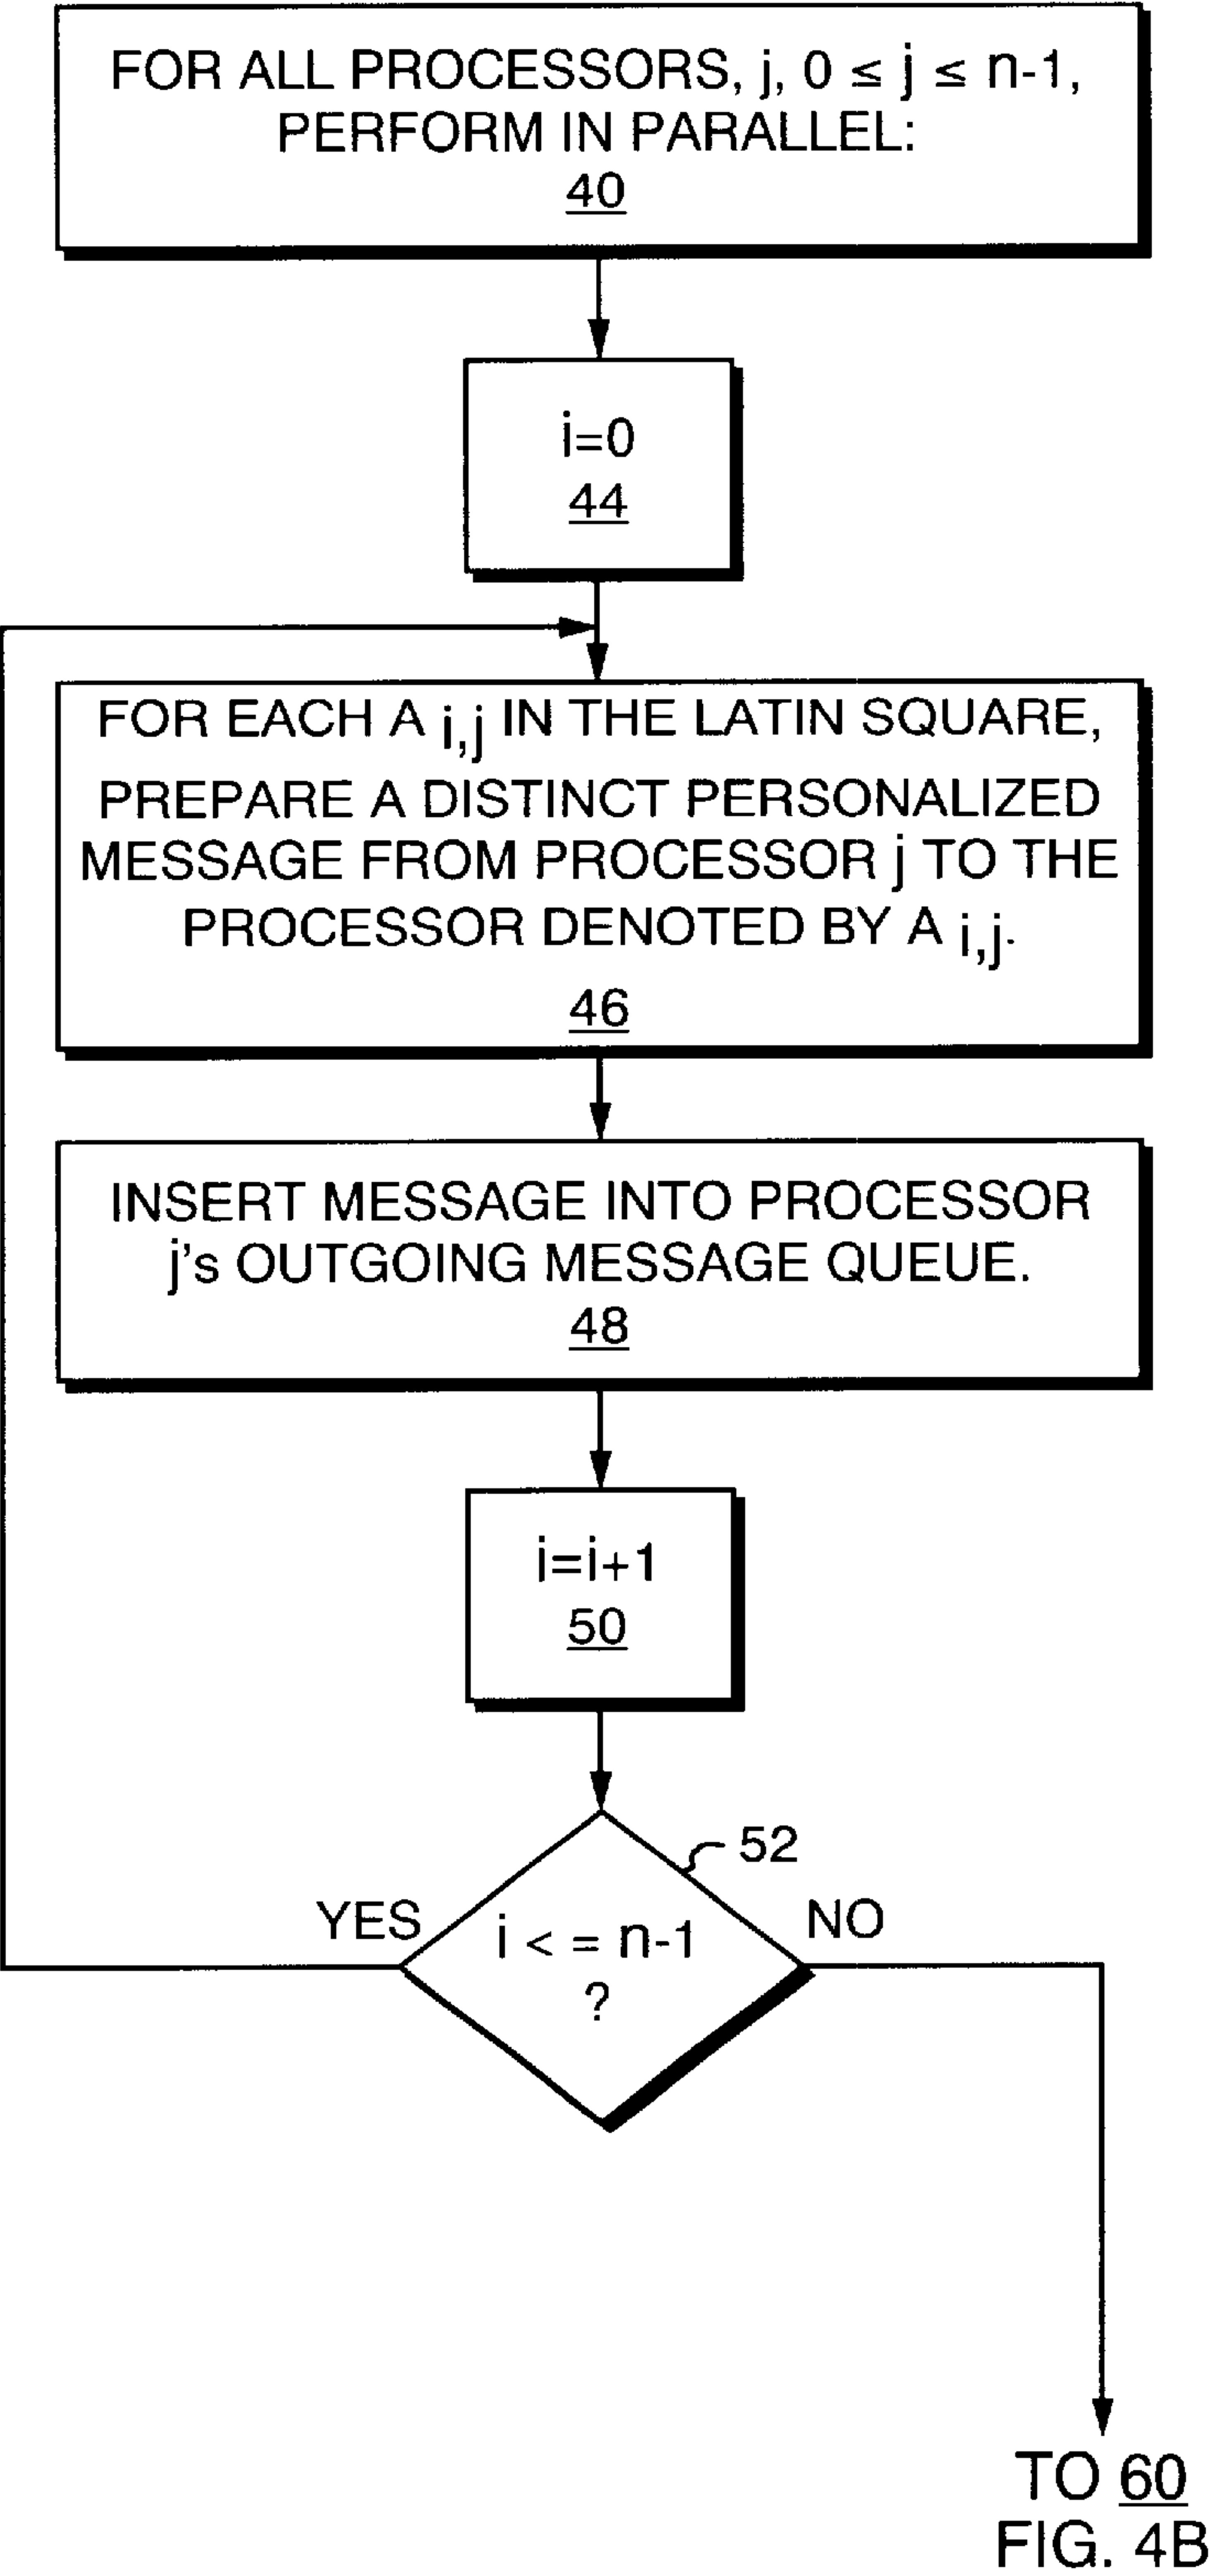 FOR ALL PROCESSORS, j, 0 ≤ j ≤ n-1,
PERFORM IN PARALLEL:
40
i=0
44
FOR EACH A i,j IN THE LATIN SQUARE,
PREPARE A DISTINCT PERSONALIZED
MESSAGE FROM PROCESSOR j TO THE
PROCESSOR DENOTED BY A i,j.
46
INSERT MESSAGE INTO PROCESSOR
j's OUTGOING MESSAGE QUEUE.
48
i=i+1
50
52
YES
NO
i < = n-1
?
TO 60
FIG. 4B